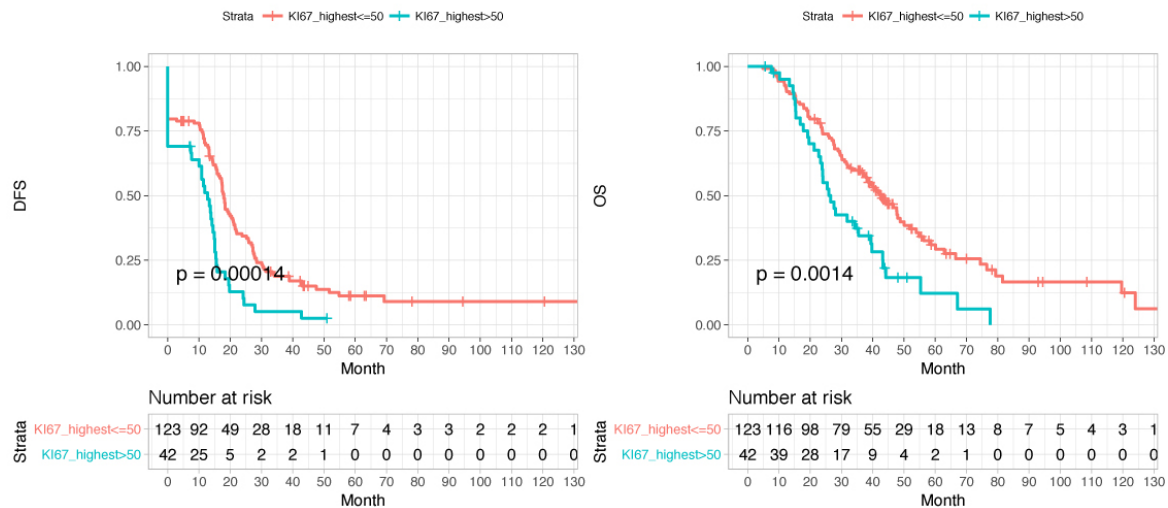 Strata KI67_highest<=50 KI67_highest>50
DFS
1.00
0.75
0.50
0.25
0.00
p = 0.00014
0 10 20 30 40 50 60 70 80 90 100 110 120 130
Month
Number at risk
Strata
KI67_highest<=50 123 92 49 28 18 11 7 4 3 3 2 2 2 1
KI67_highest>50 42 25 5 2 2 1 0 0 0 0 0 0 0 0
0 10 20 30 40 50 60 70 80 90 100 110 120 130
Month
Strata KI67_highest<=50 KI67_highest>50
OS
1.00
0.75
0.50
0.25
0.00
p = 0.0014
0 10 20 30 40 50 60 70 80 90 100 110 120 130
Month
Number at risk
Strata
KI67_highest<=50 123 116 98 79 55 29 18 13 8 7 5 4 3 1
KI67_highest>50 42 39 28 17 9 4 2 1 0 0 0 0 0 0
0 10 20 30 40 50 60 70 80 90 100 110 120 130
Month